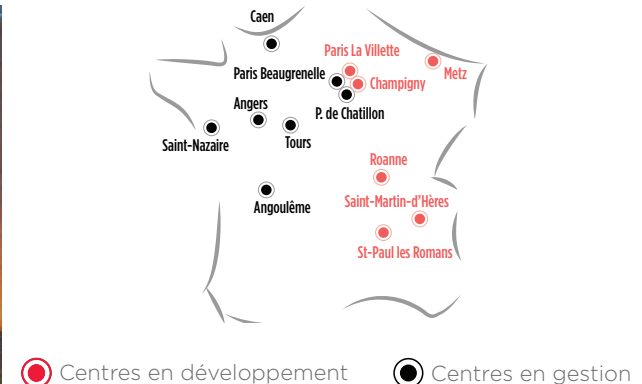 Caen
Paris La Villette
Paris Beaugrenelle
Metz
Champigny
Angers
P. de Chatillon
Saint-Nazaire
Tours
Roanne
Angoulême
Saint-Martin-d'Hères
St-Paul les Romans
Centres en développement
Centres en gestion